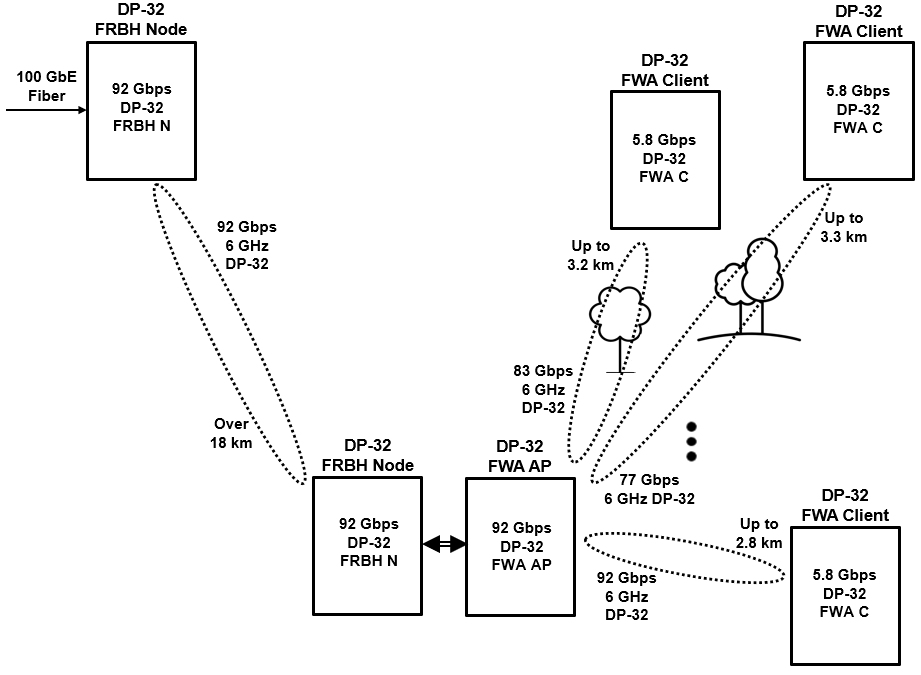 DP-32
FRBH Node
100 GbE
Fiber
92 Gbps
DP-32
FRBH N
92 Gbps
6 GHz
DP-32
Over
18 km
DP-32
FRBH Node
92 Gbps
DP-32
FRBH N
DP-32
FWA AP
92 Gbps
DP-32
FWA AP
DP-32
FWA Client
5.8 Gbps
DP-32
FWA C
Up to
3.2 km
83 Gbps
6 GHz
DP-32
DP-32
FWA Client
5.8 Gbps
DP-32
FWA C
Up to
3.3 km
77 Gbps
6 GHz DP-32
DP-32
FWA Client
5.8 Gbps
DP-32
FWA C
Up to
2.8 km
92 Gbps
6 GHz
DP-32